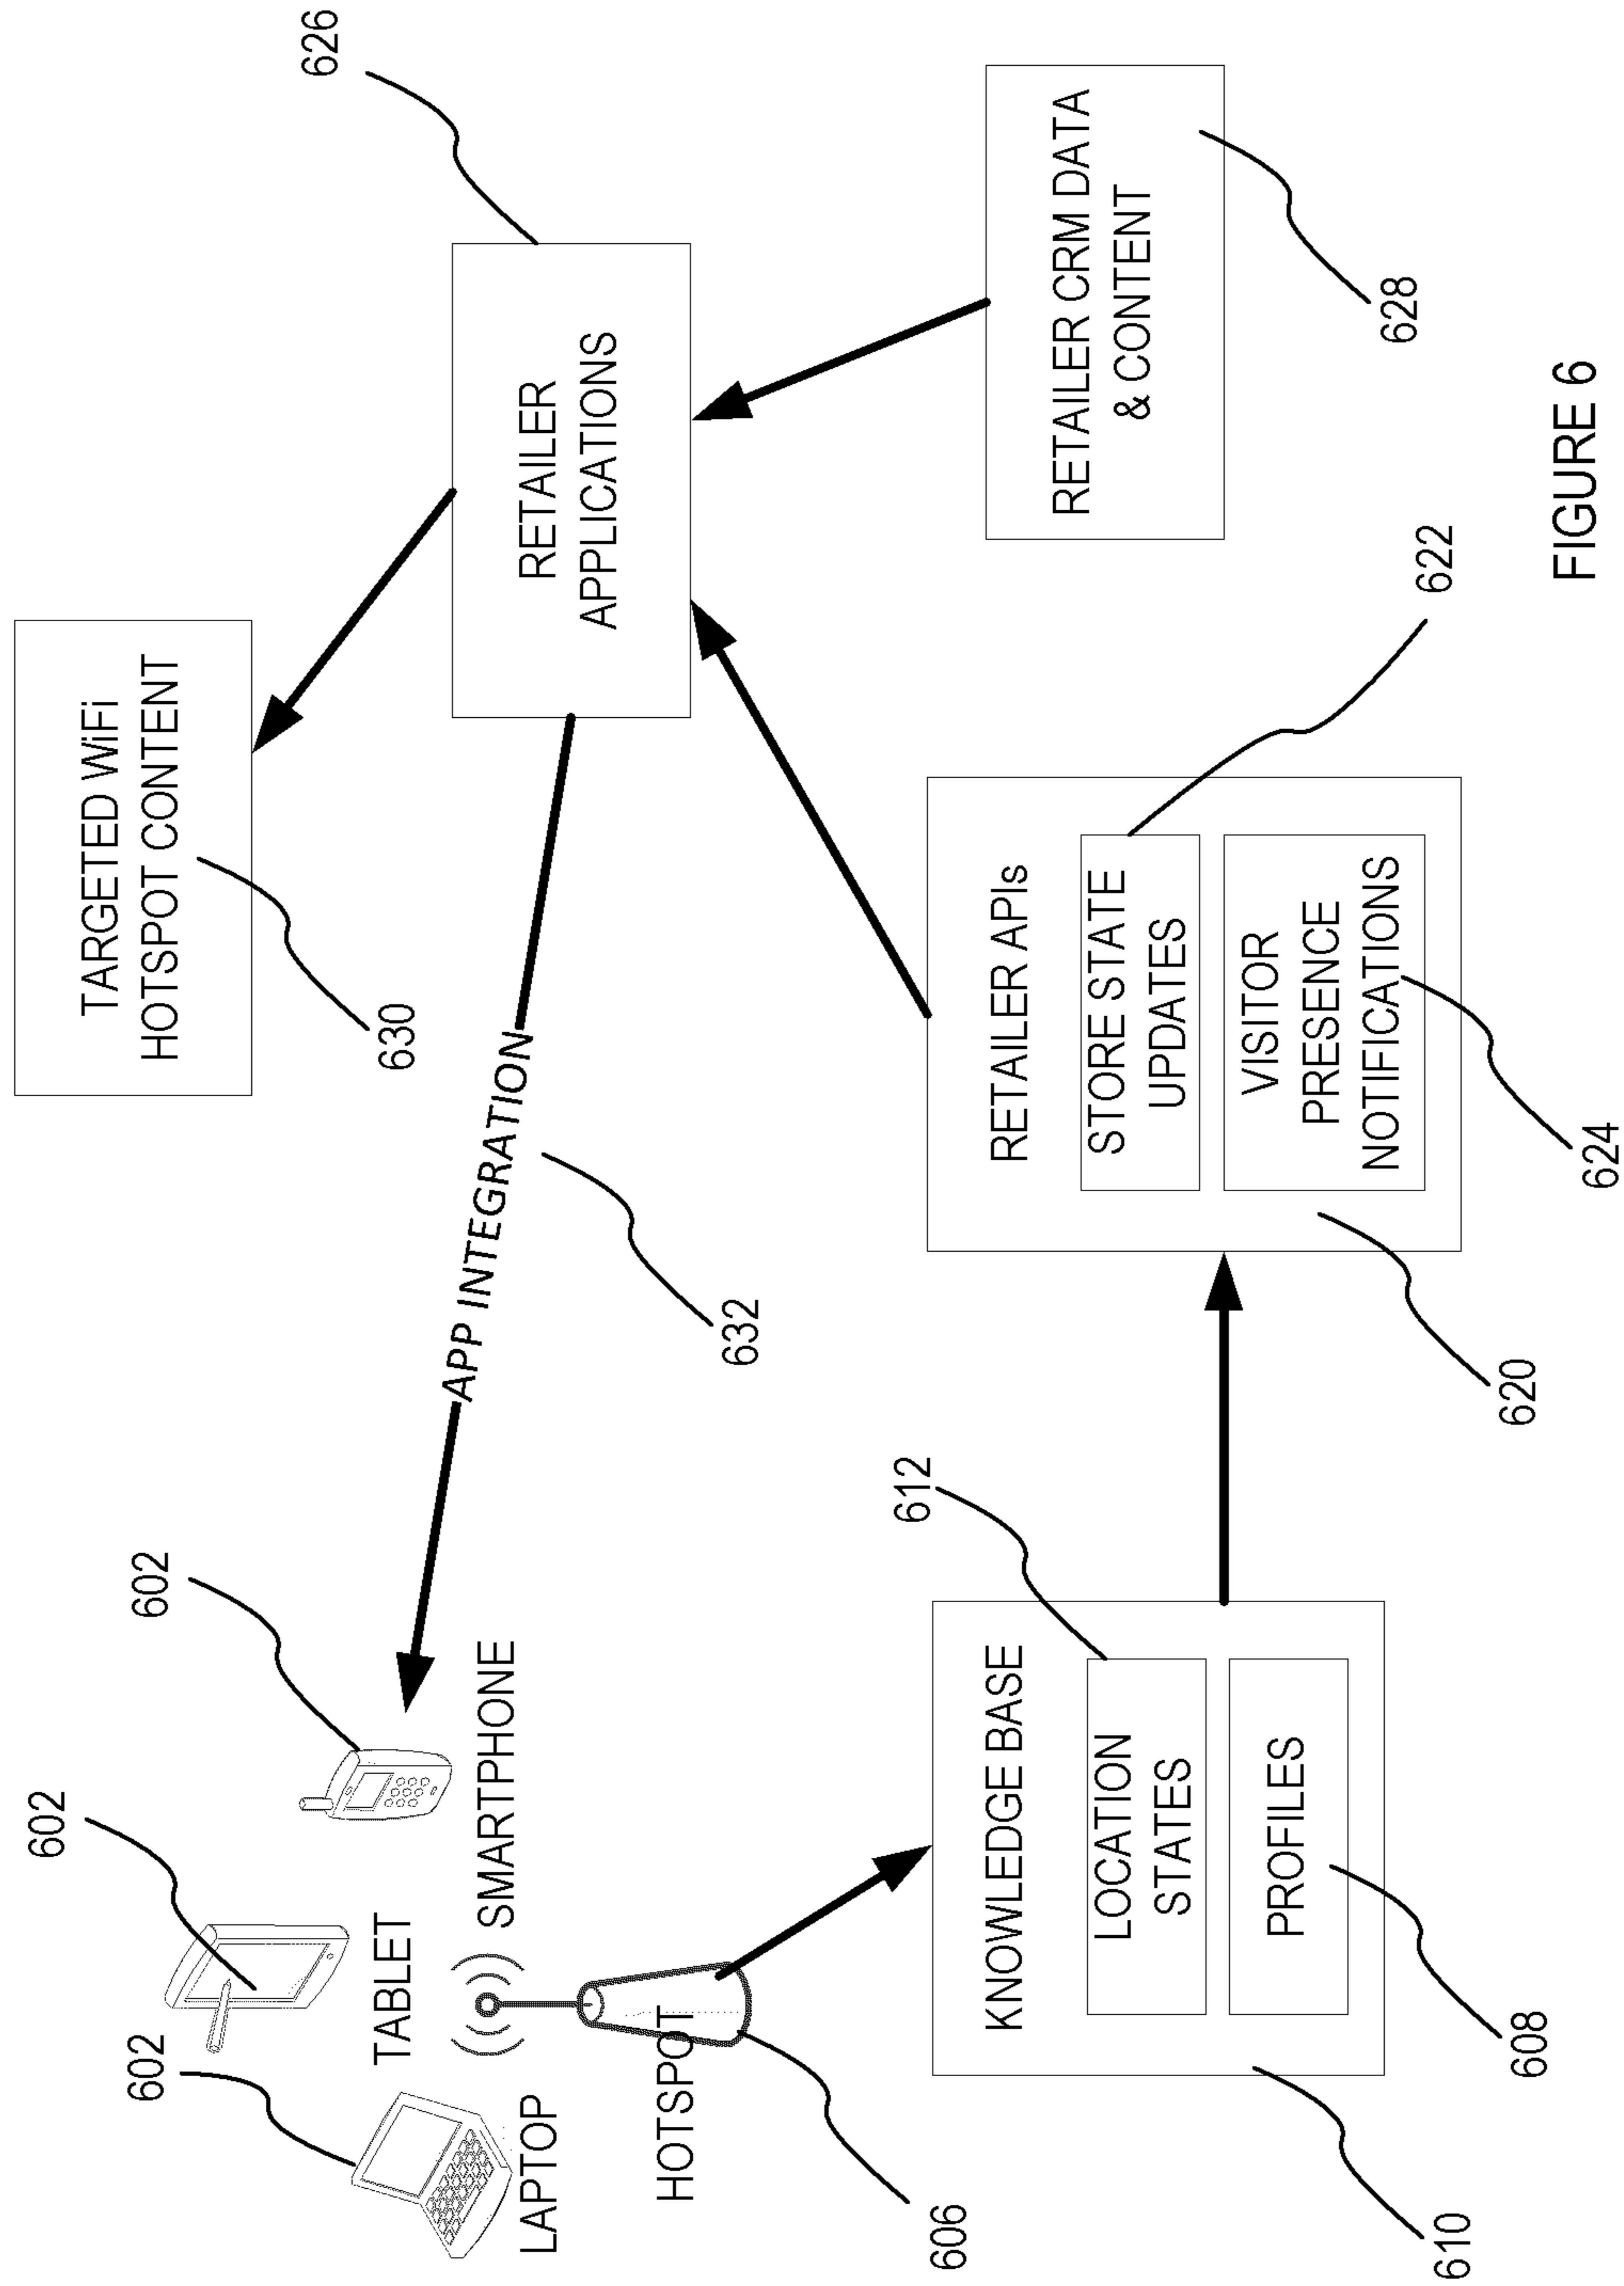 602
602
602
LAPTOP
TABLET
SMARTPHONE
HOTSPOT
606
APP INTEGRATION
632
TARGETED WiFi
HOTSPOT CONTENT
630
RETAILER
APPLICATIONS
626
KNOWLEDGE BASE
LOCATION
STATES
PROFILES
612
608
610
RETAILER APIs
STORE STATE
UPDATES
VISITOR
PRESENCE
NOTIFICATIONS
622
624
620
RETAILER CRM DATA
& CONTENT
628
FIGURE 6